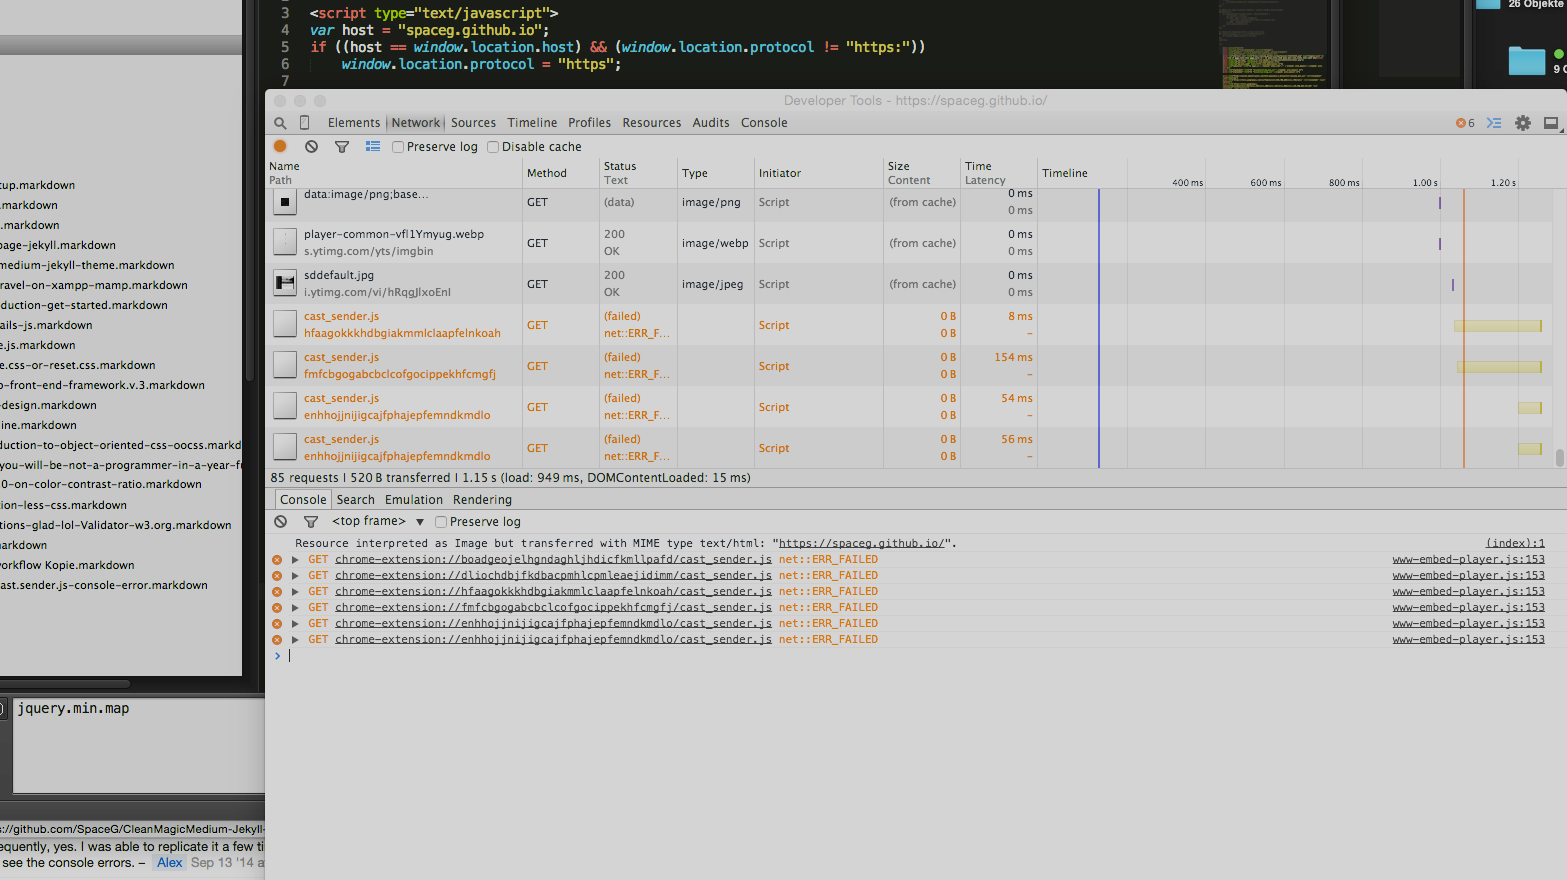 3 <script type="text/javascript">
4 var host = "spaceg.github.io";
5 if ((host == window.location.host) && (window.location.protocol != "https:"))
6 window.location.protocol = "https";
7
26 Objekte
9 C
Developer Tools - https://spaceg.github.io/
Elements Network Sources Timeline Profiles Resources Audits Console
6
Preserve log Disable cache
Name Path Method Status Text Type Initiator Size Content Time Latency Timeline
400 ms 600 ms 800 ms 1.00 s 1.20 s
data:image/png;base... GET (data) image/png Script (from cache) 0 ms
0 ms
player-common-vfl1Ymyug.webp GET 200 image/webp Script (from cache) 0 ms
s.ytimg.com/yts/imgbin OK 0 ms
sddefault.jpg GET 200 image/jpeg Script (from cache) 0 ms
i.ytimg.com/vi/hRqgJlxoEnI OK 0 ms
cast_sender.js GET (failed) Script 0 B 8 ms
hfaagokkkhdbgiakmmlclaapfelnkoah net::ERR_F... –
cast_sender.js GET (failed) Script 0 B 154 ms
fmfcbgogabcbclcofgocippekhfcmgfj net::ERR_F... –
cast_sender.js GET (failed) Script 0 B 54 ms
enhhojjnijigcajfphajepfemndkmdlo net::ERR_F... –
cast_sender.js GET (failed) Script 0 B 56 ms
enhhojjnijigcajfphajepfemndkmdlo net::ERR_F... –
85 requests | 520 B transferred | 1.15 s (load: 949 ms, DOMContentLoaded: 15 ms)
Console Search Emulation Rendering
<top frame> ▼ Preserve log
Resource interpreted as Image but transferred with MIME type text/html: "https://spaceg.github.io/". (index):1
GET chrome-extension://boadgeojelhgndaghljhdicfkmllpafd/cast_sender.js net::ERR_FAILED www-embed-player.js:153
GET chrome-extension://dliochdbjfkdbacpmhlcpmleaejidimm/cast_sender.js net::ERR_FAILED www-embed-player.js:153
GET chrome-extension://hfaagokkkhdbgiakmmlclaapfelnkoah/cast_sender.js net::ERR_FAILED www-embed-player.js:153
GET chrome-extension://fmfcbgogabcbclcofgocippekhfcmgfj/cast_sender.js net::ERR_FAILED www-embed-player.js:153
GET chrome-extension://enhhojjnijigcajfphajepfemndkmdlo/cast_sender.js net::ERR_FAILED www-embed-player.js:153
GET chrome-extension://enhhojjnijigcajfphajepfemndkmdlo/cast_sender.js net::ERR_FAILED www-embed-player.js:153
>
tup.markdown
.markdown
.markdown
page-jekyll.markdown
medium-jekyll-theme.markdown
ravel-on-xampp-mamp.markdown
duction-get-started.markdown
ails-js.markdown
e.js.markdown
e.css-or-reset.css.markdown
o-front-end-framework.v.3.markdown
-design.markdown
ine.markdown
duction-to-object-oriented-css-oocss.markd
you-will-be-not-a-programmer-in-a-year-f
0-on-color-contrast-ratio.markdown
tion-less-css.markdown
tions-glad-lol-Validator-w3.org.markdown
narkdown
workflow Kopie.markdown
cast.sender.js-console-error.markdown
jquery.min.map
s://github.com/SpaceG/CleanMagicMedium-Jekyll-
equently, yes. I was able to replicate it a few ti
see the console errors. – Alex Sep 13 '14 a